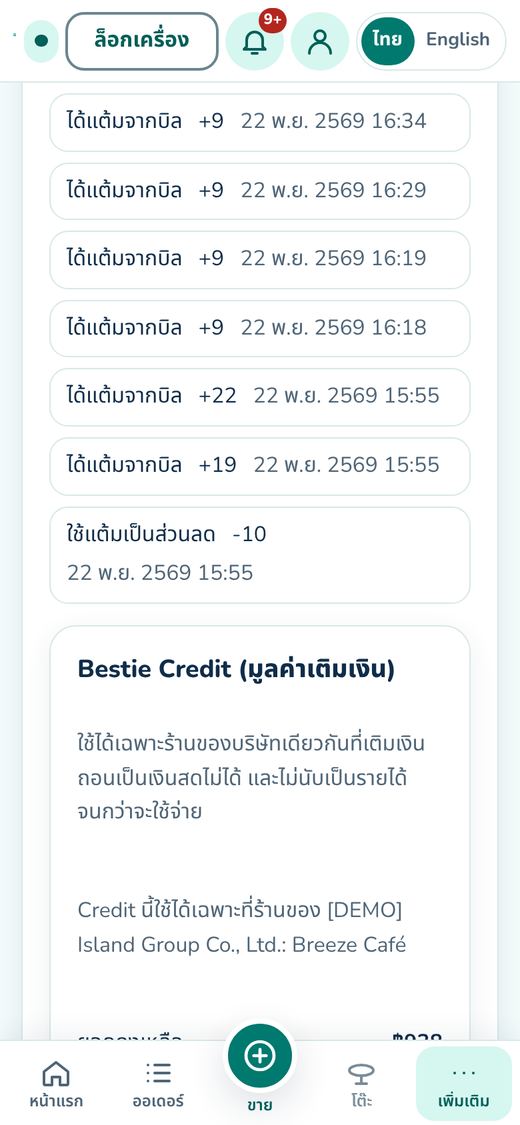 ล็อกเครื่อง 9+ ไทย English
ได้แต้มจากบิล +9 22 พ.ย. 2569 16:34
ได้แต้มจากบิล +9 22 พ.ย. 2569 16:29
ได้แต้มจากบิล +9 22 พ.ย. 2569 16:19
ได้แต้มจากบิล +9 22 พ.ย. 2569 16:18
ได้แต้มจากบิล +22 22 พ.ย. 2569 15:55
ได้แต้มจากบิล +19 22 พ.ย. 2569 15:55
ใช้แต้มเป็นส่วนลด -10
22 พ.ย. 2569 15:55
Bestie Credit (มูลค่าเติมเงิน)
ใช้ได้เฉพาะร้านของบริษัทเดียวกันที่เติมเงิน
ถอนเป็นเงินสดไม่ได้ และไม่นับเป็นรายได้
จนกว่าจะใช้จ่าย
Credit นี้ใช้ได้เฉพาะที่ร้านของ [DEMO]
Island Group Co., Ltd.: Breeze Café
หน้าแรก ออเดอร์ ขาย โต๊ะ เพิ่มเติม